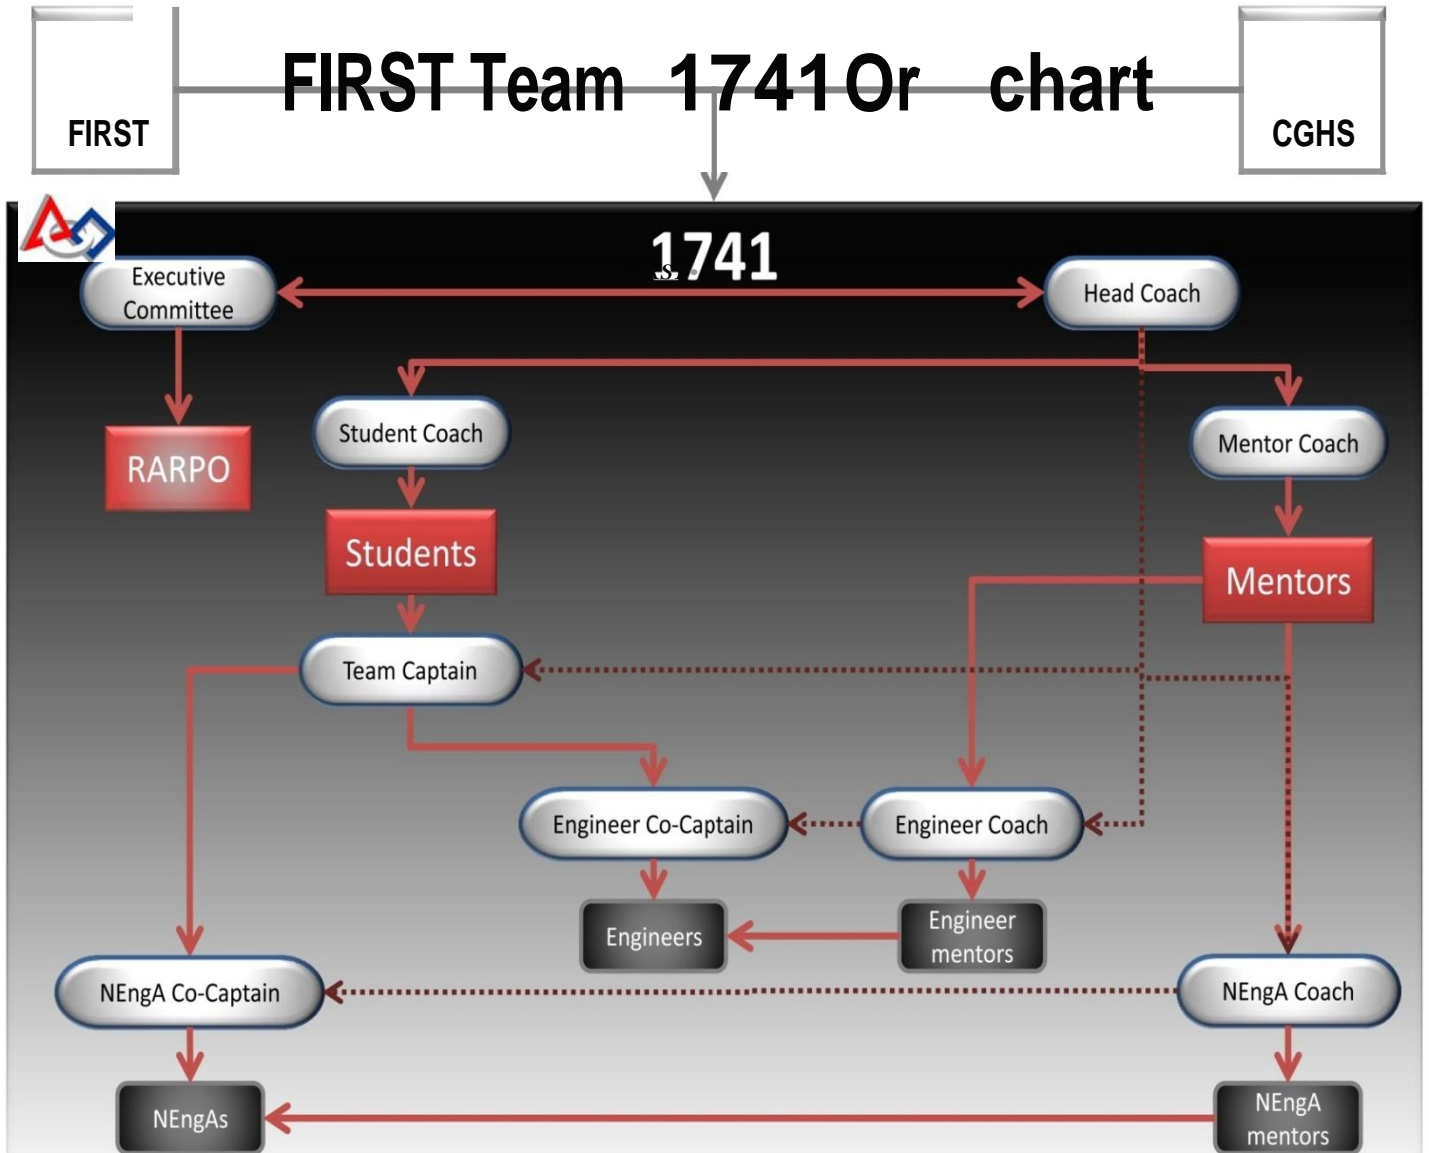 FIRST Team 1741 Or chart
FIRST
CGHS
1741
Executive
Committee
Head Coach
RARPO
Student Coach
Mentor Coach
Students
Mentors
Team Captain
Engineer Co-Captain
Engineer Coach
Engineers
Engineer
mentors
NEngA Co-Captain
NEngA Coach
NEngAs
NEngA
mentors